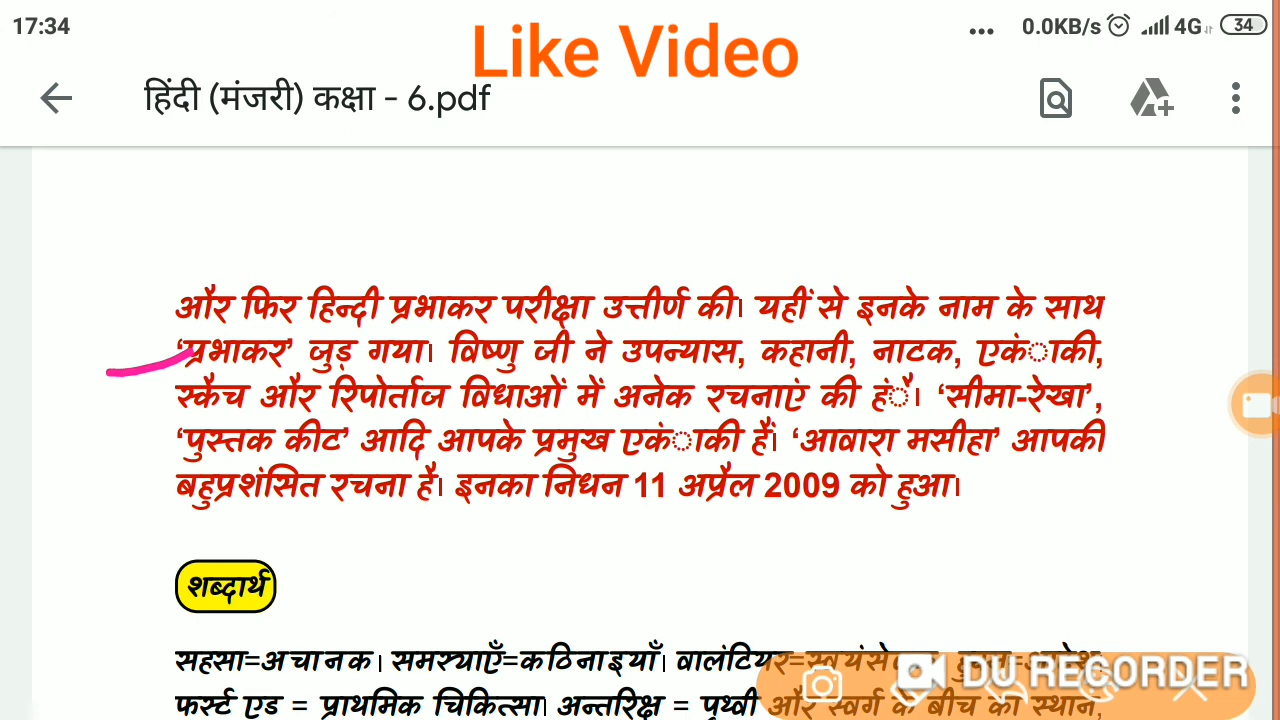 17:34
Like Video
... 0.0KB/s 4G 34
हिंदी (मंजरी) कक्षा - 6.pdf
और फिर हिन्दी प्रभाकर परीक्षा उत्तीर्ण की। यहीं से इनके नाम के साथ
‘प्रभाकर’ जुड़ गया। विष्णु जी ने उपन्यास, कहानी, नाटक, एकंाकी,
स्कैच और रिपोर्ताज विधाओं में अनेक रचनाएं की हंै। ‘सीमा-रेखा’,
‘पुस्तक कीट’ आदि आपके प्रमुख एकंाकी हैं। ‘आवारा मसीहा’ आपकी
बहुप्रशंसित रचना है। इनका निधन 11 अप्रैल 2009 को हुआ।
शब्दार्थ
सहसा=अचानक। समस्याएँ=कठिनाइयाँ। वालंटियर=स्वयंसे
DU RECORDER
फर्स्ट एड = प्राथमिक चिकित्सा। अन्तरिक्ष = पृथ्वी और स्वर्ग के बीच का स्थान,